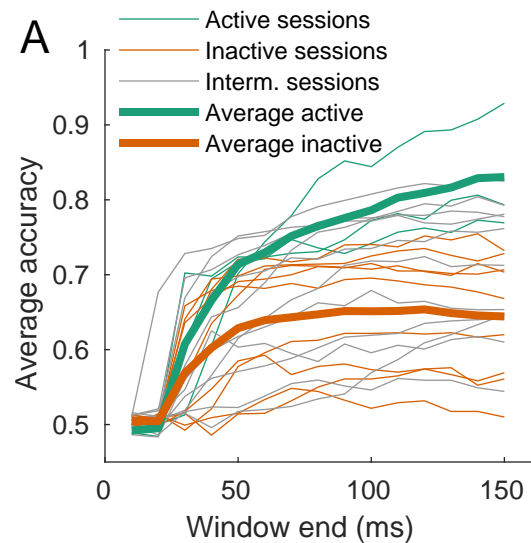 A
Active sessions
Inactive sessions
Interm. sessions
Average active
Average inactive
1
0.9
0.8
0.7
0.6
0.5
Average accuracy
0 50 100 150
Window end (ms)